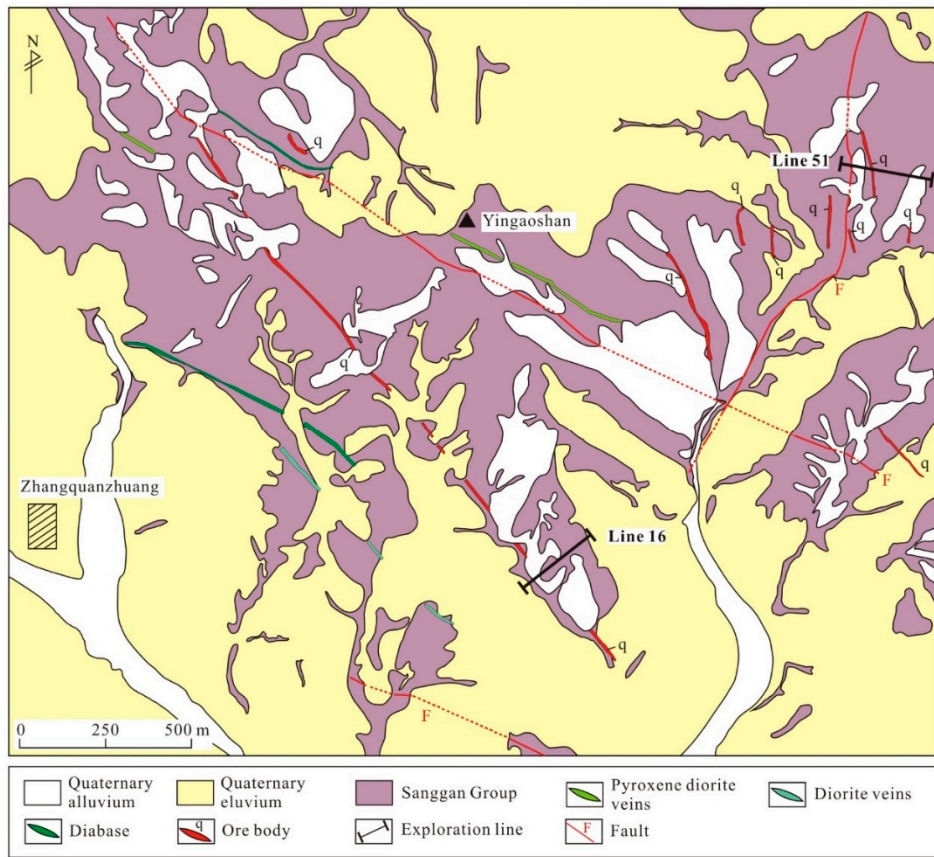 N
Line 51
q
q
q
q
q
q
q
Yingaoshan
q
F
q
q
F
Zhangquanzhuang
Line 16
q
F
0 250 500 m
Quaternary alluvium
Quaternary eluvium
Sanggan Group
Pyroxene diorite veins
Diorite veins
Diabase
q
Ore body
Exploration line
F
Fault